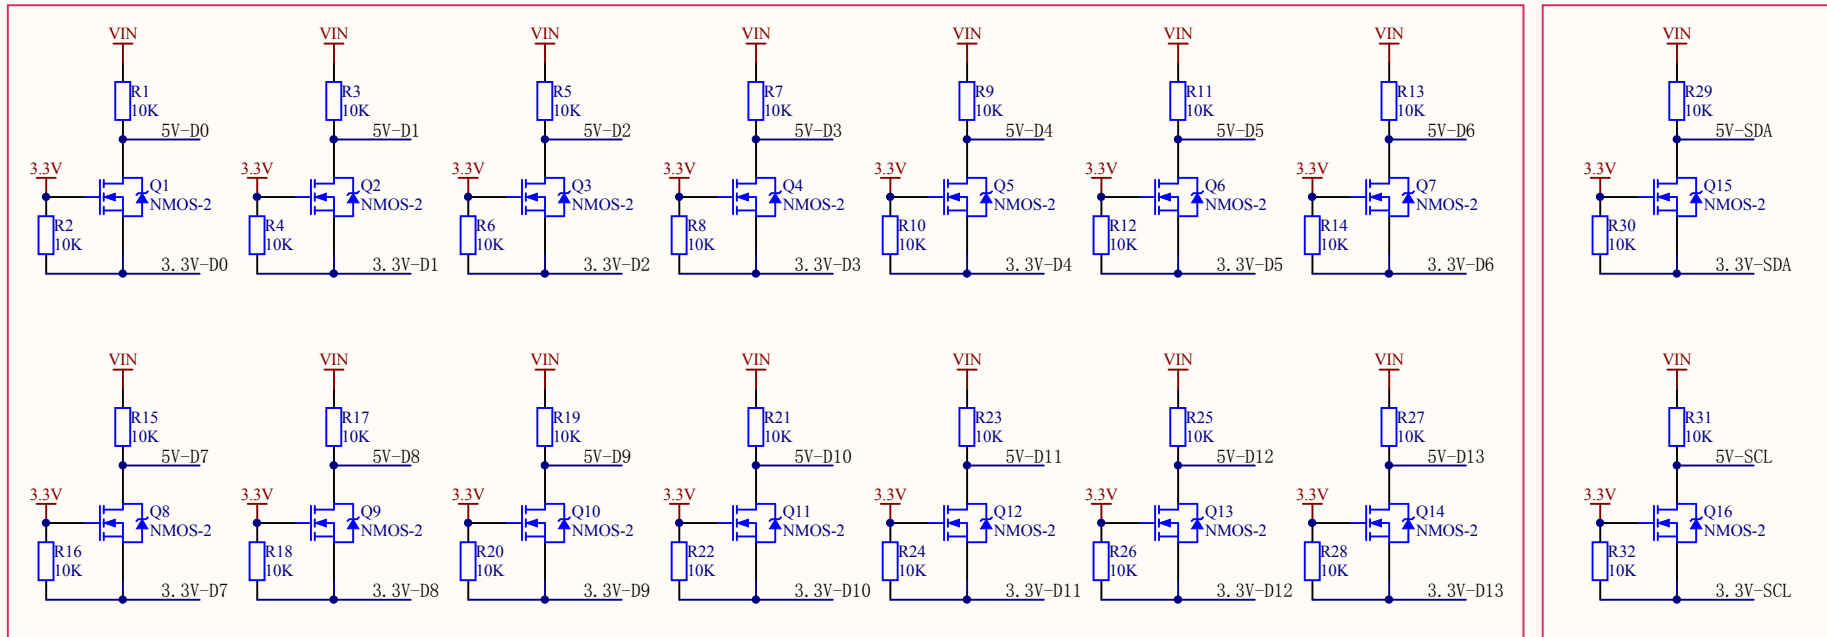 VIN VIN VIN VIN VIN VIN VIN VIN
R1 R3 R5 R7 R9 R11 R13 R29
10K 10K 10K 10K 10K 10K 10K 10K
5V-D0 5V-D1 5V-D2 5V-D3 5V-D4 5V-D5 5V-D6 5V-SDA
3.3V 3.3V 3.3V 3.3V 3.3V 3.3V 3.3V 3.3V
Q1 Q2 Q3 Q4 Q5 Q6 Q7 Q15
NMOS-2 NMOS-2 NMOS-2 NMOS-2 NMOS-2 NMOS-2 NMOS-2 NMOS-2
R2 R4 R6 R8 R10 R12 R14 R30
10K 10K 10K 10K 10K 10K 10K 10K
3.3V-D0 3.3V-D1 3.3V-D2 3.3V-D3 3.3V-D4 3.3V-D5 3.3V-D6 3.3V-SDA
VIN VIN VIN VIN VIN VIN VIN VIN
R15 R17 R19 R21 R23 R25 R27 R31
10K 10K 10K 10K 10K 10K 10K 10K
5V-D7 5V-D8 5V-D9 5V-D10 5V-D11 5V-D12 5V-D13 5V-SCL
3.3V 3.3V 3.3V 3.3V 3.3V 3.3V 3.3V 3.3V
Q8 Q9 Q10 Q11 Q12 Q13 Q14 Q16
NMOS-2 NMOS-2 NMOS-2 NMOS-2 NMOS-2 NMOS-2 NMOS-2 NMOS-2
R16 R18 R20 R22 R24 R26 R28 R32
10K 10K 10K 10K 10K 10K 10K 10K
3.3V-D7 3.3V-D8 3.3V-D9 3.3V-D10 3.3V-D11 3.3V-D12 3.3V-D13 3.3V-SCL